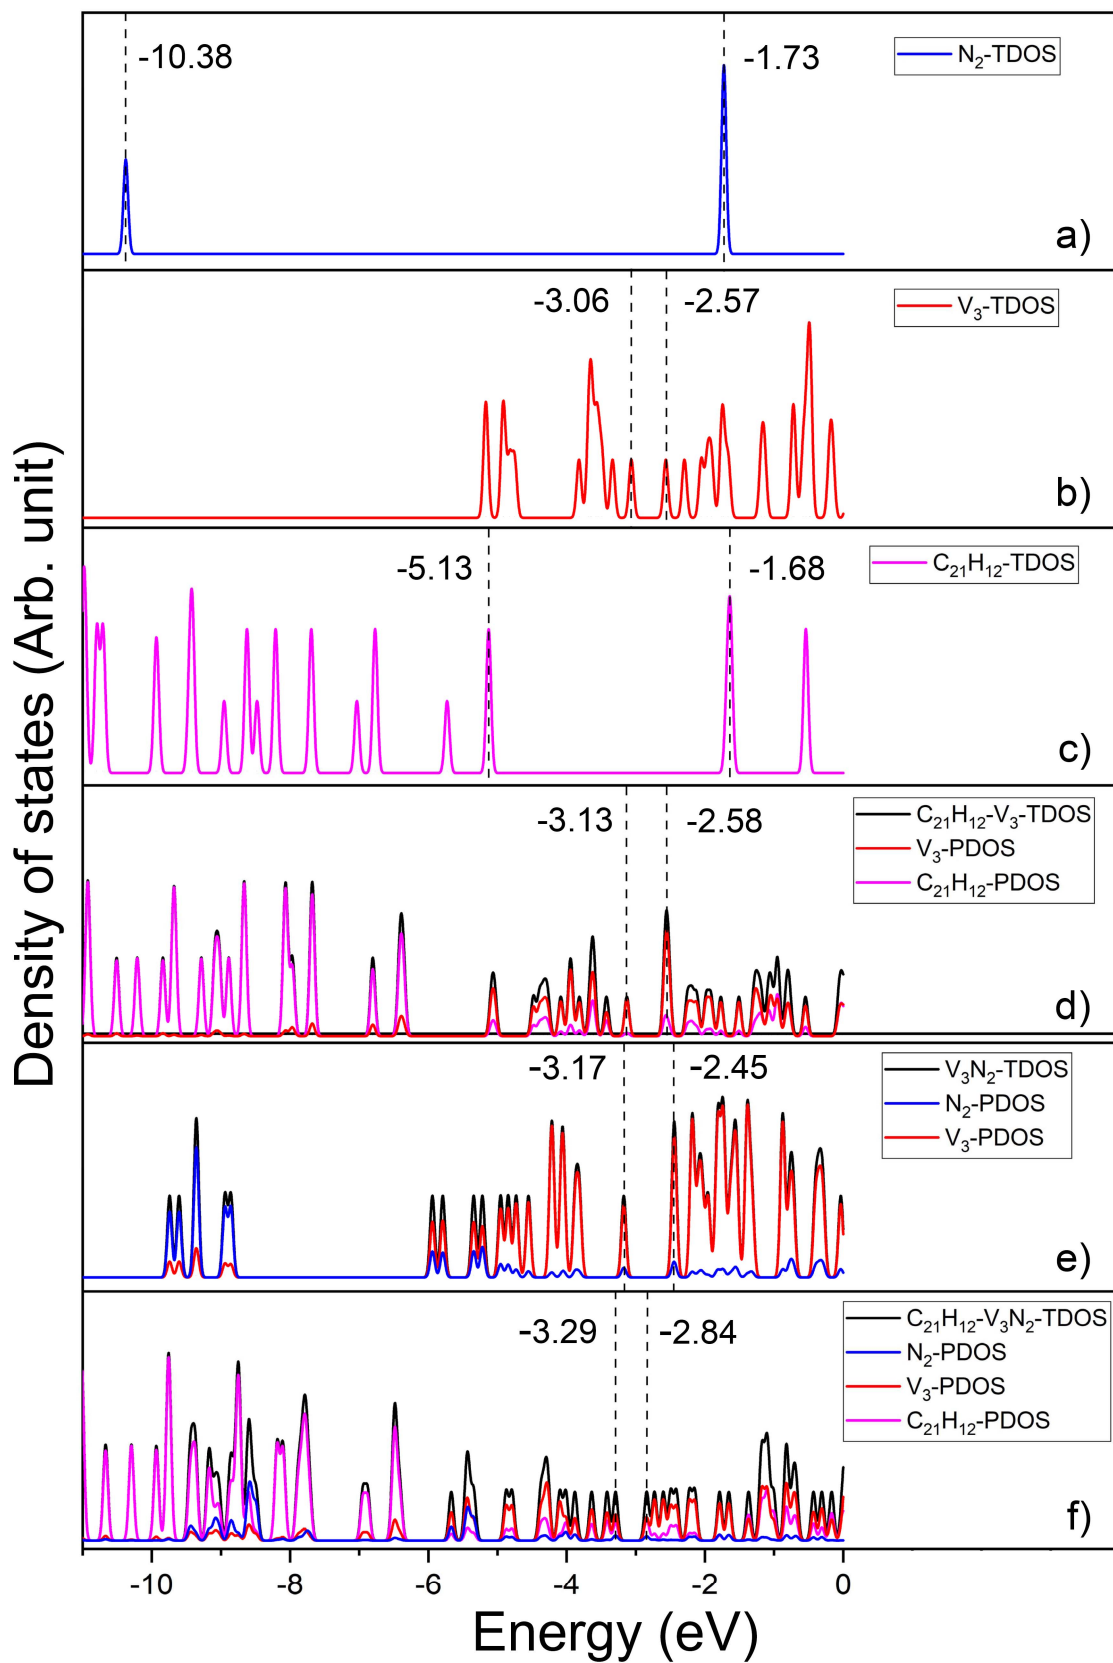 -10.38
-1.73
N₂-TDOS
a)
-3.06
-2.57
V₃-TDOS
b)
-5.13
-1.68
C₂₁H₁₂-TDOS
c)
-3.13
-2.58
C₂₁H₁₂-V₃-TDOS
V₃-PDOS
C₂₁H₁₂-PDOS
d)
-3.17
-2.45
V₃N₂-TDOS
N₂-PDOS
V₃-PDOS
e)
-3.29
-2.84
C₂₁H₁₂-V₃N₂-TDOS
N₂-PDOS
V₃-PDOS
C₂₁H₁₂-PDOS
f)
Density of states (Arb. unit)
-10 -8 -6 -4 -2 0
Energy (eV)